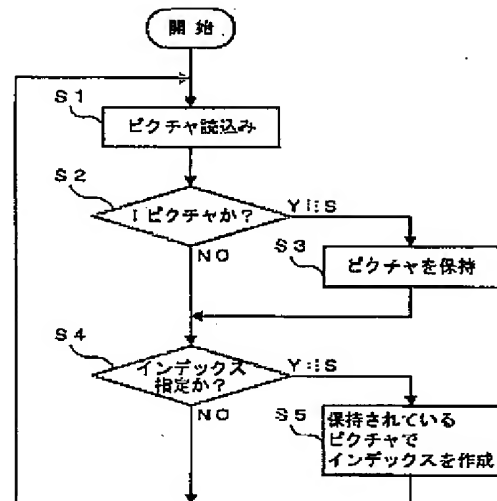 開始
S1
ピクチャ読込み
S2
Iピクチャか?
YES
NO
S3
ピクチャを保持
S4
インデックス
指定か?
YES
NO
S5
保持されている
ピクチャで
インデックスを作成